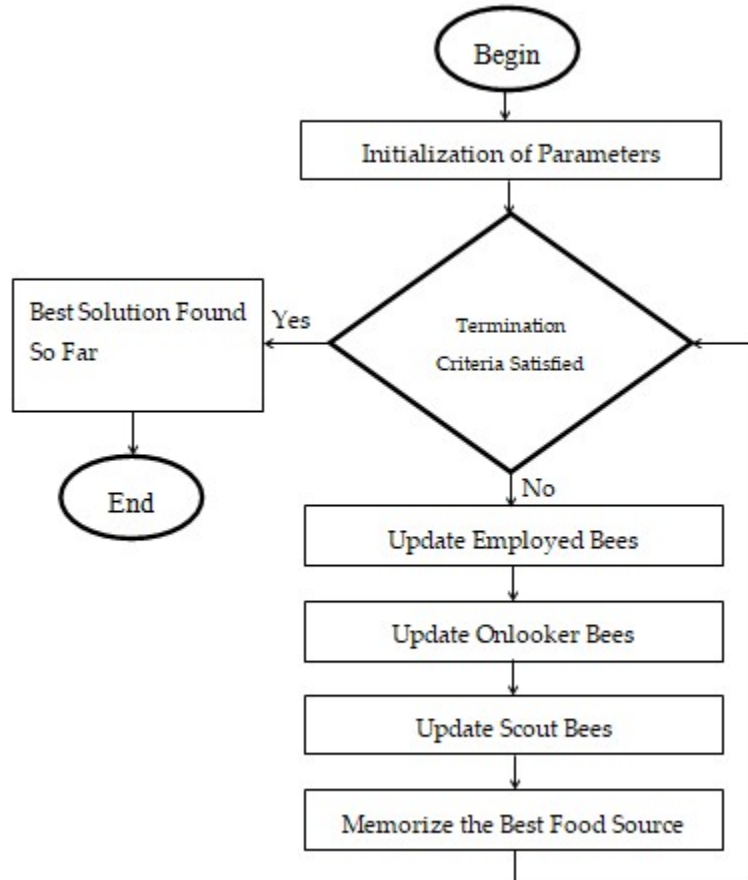 Begin
Initialization of Parameters
Termination
Criteria Satisfied
Yes
Best Solution Found
So Far
End
No
Update Employed Bees
Update Onlooker Bees
Update Scout Bees
Memorize the Best Food Source